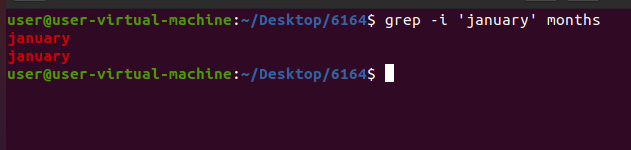 user@user-virtual-machine:~/Desktop/6164$ grep -i 'january' months
january
january
user@user-virtual-machine:~/Desktop/6164$